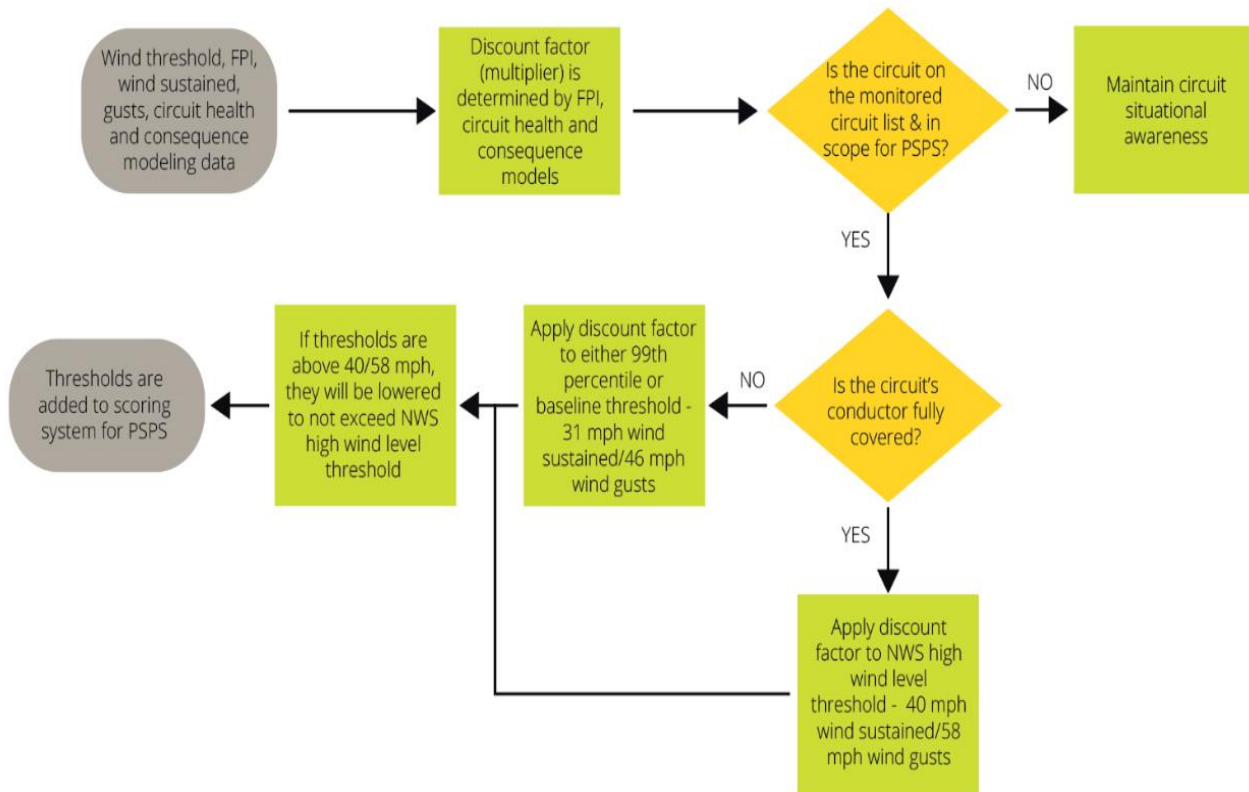 Wind threshold, FPI,
wind sustained,
gusts, circuit health
and consequence
modeling data
Discount factor
(multiplier) is
determined by FPI,
circuit health and
consequence
models
Is the circuit on
the monitored
circuit list & in
scope for PSPS?
NO
Maintain circuit
situational
awareness
YES
Thresholds are
added to scoring
system for PSPS
If thresholds are
above 40/58 mph,
they will be lowered
to not exceed NWS
high wind level
threshold
Apply discount factor
to either 99th
percentile or
baseline threshold -
31 mph wind
sustained/46 mph
wind gusts
NO
Is the circuit’s
conductor fully
covered?
YES
Apply discount
factor to NWS high
wind level
threshold - 40 mph
wind sustained/58
mph wind gusts